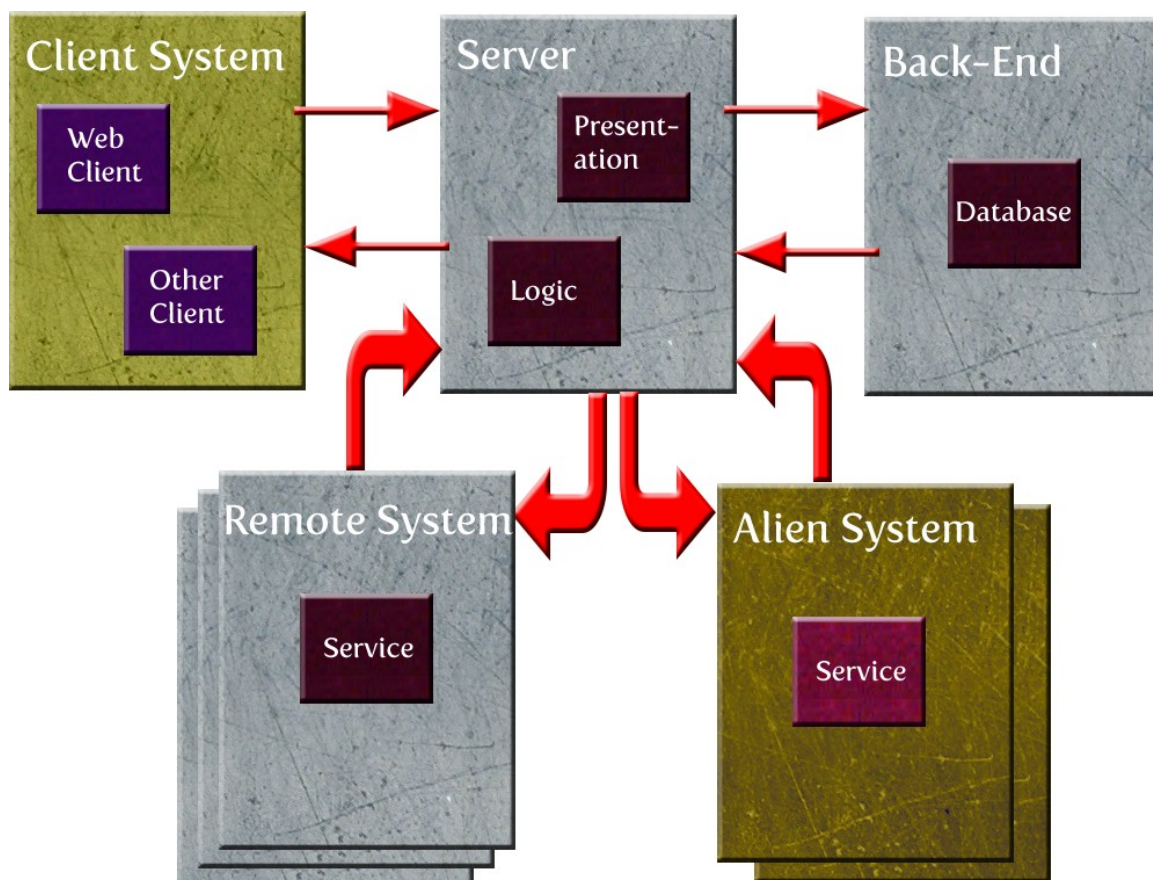 Client System
Web
Client
Other
Client
Server
Present-
ation
Logic
Back-End
Database
Remote System
Service
Alien System
Service